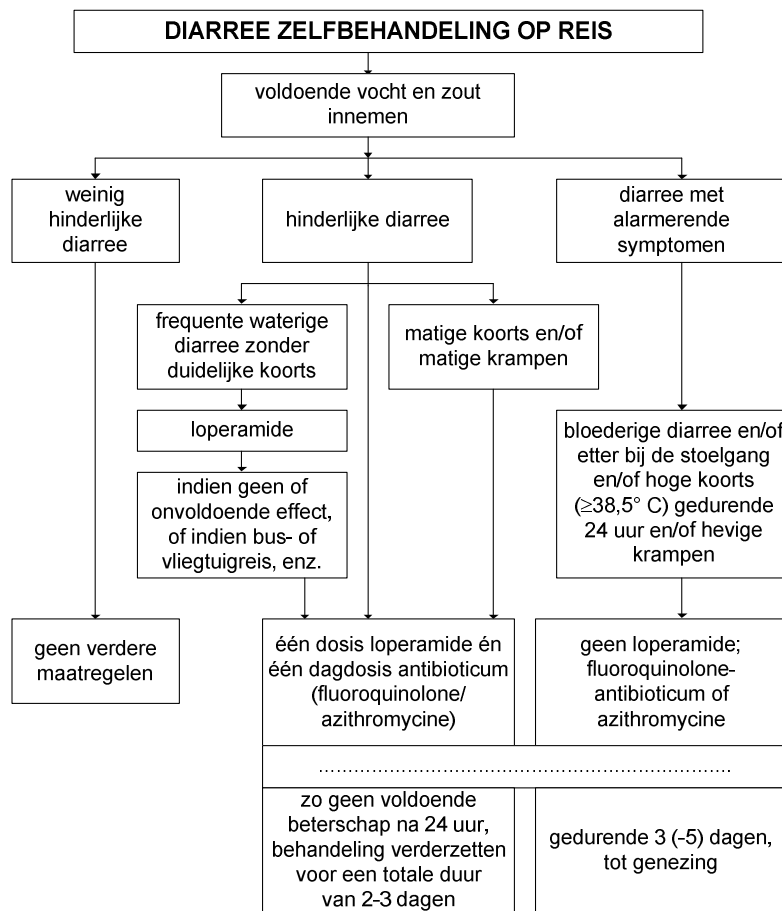 DIARREE ZELFBEHANDELING OP REIS
voldoende vocht en zout
innemen
weinig
hinderlijke
diarree
hinderlijke diarree
diarree met
alarmerende
symptomen
frequente waterige
diarree zonder
duidelijke koorts
matige koorts en/of
matige krampen
loperamide
indien geen of
onvoldoende effect,
of indien bus- of
vliegtuigreis, enz.
bloederige diarree en/of
etter bij de stoelgang
en/of hoge koorts
(≥38,5° C) gedurende
24 uur en/of hevige
krampen
geen verdere
maatregelen
één dosis loperamide én
één dagdosis antibioticum
(fluoroquinolone/
azithromycine)
geen loperamide;
fluoroquinolone-
antibioticum of
azithromycine
……………………………………………………………
zo geen voldoende
beterschap na 24 uur,
behandeling verderzetten
voor een totale duur
van 2-3 dagen
gedurende 3 (-5) dagen,
tot genezing